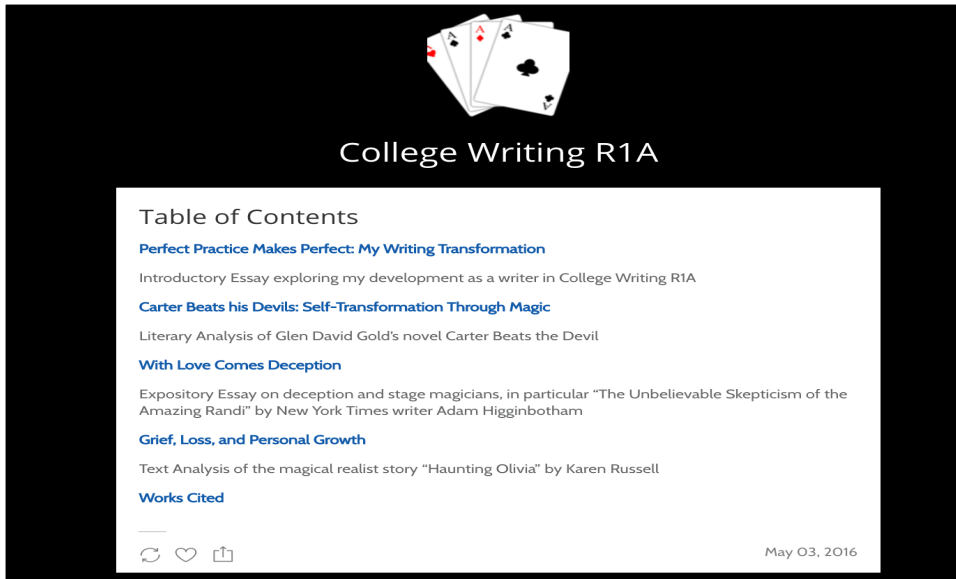 College Writing R1A
Table of Contents
Perfect Practice Makes Perfect: My Writing Transformation
Introductory Essay exploring my development as a writer in College Writing R1A
Carter Beats his Devils: Self-Transformation Through Magic
Literary Analysis of Glen David Gold's novel Carter Beats the Devil
With Love Comes Deception
Expository Essay on deception and stage magicians, in particular “The Unbelievable Skepticism of the
Amazing Randi” by New York Times writer Adam Higginbotham
Grief, Loss, and Personal Growth
Text Analysis of the magical realist story “Haunting Olivia” by Karen Russell
Works Cited
May 03, 2016